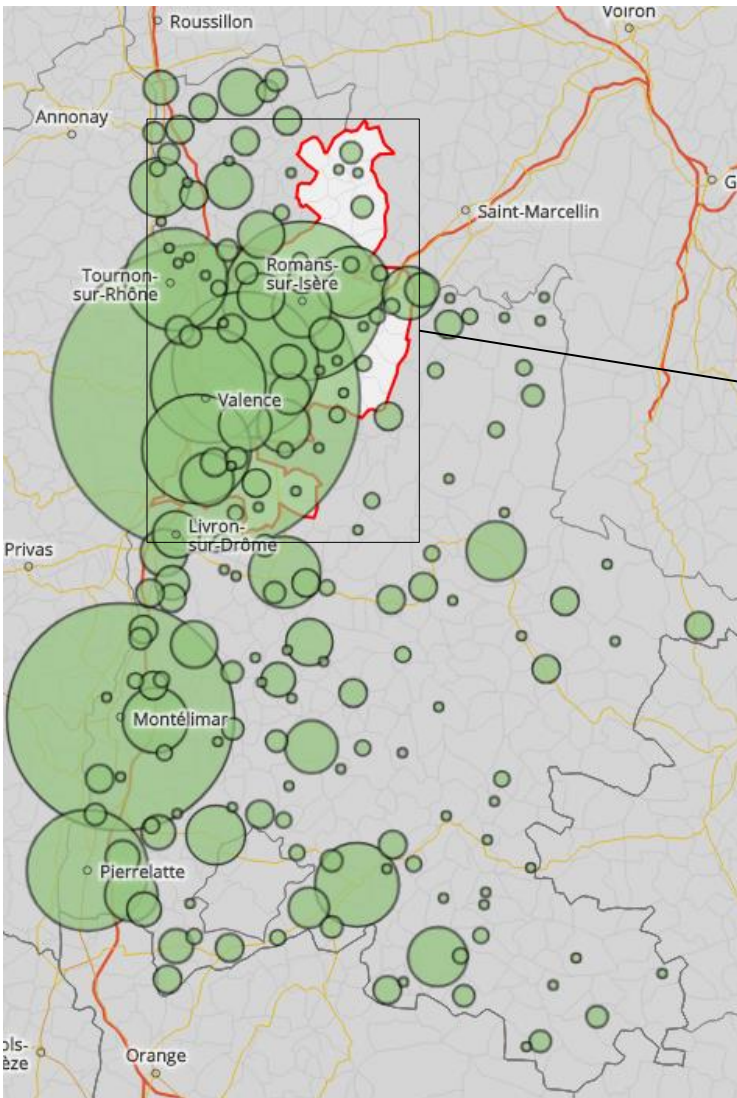 Voiron
Roussillon
Annonay
G
Saint-Marcellin
Romans-
sur-Isère
Tournon-
sur-Rhône
Valence
Livron-
sur-Drôme
Privas
Montélimar
Pierrelatte
ols-
èze
Orange